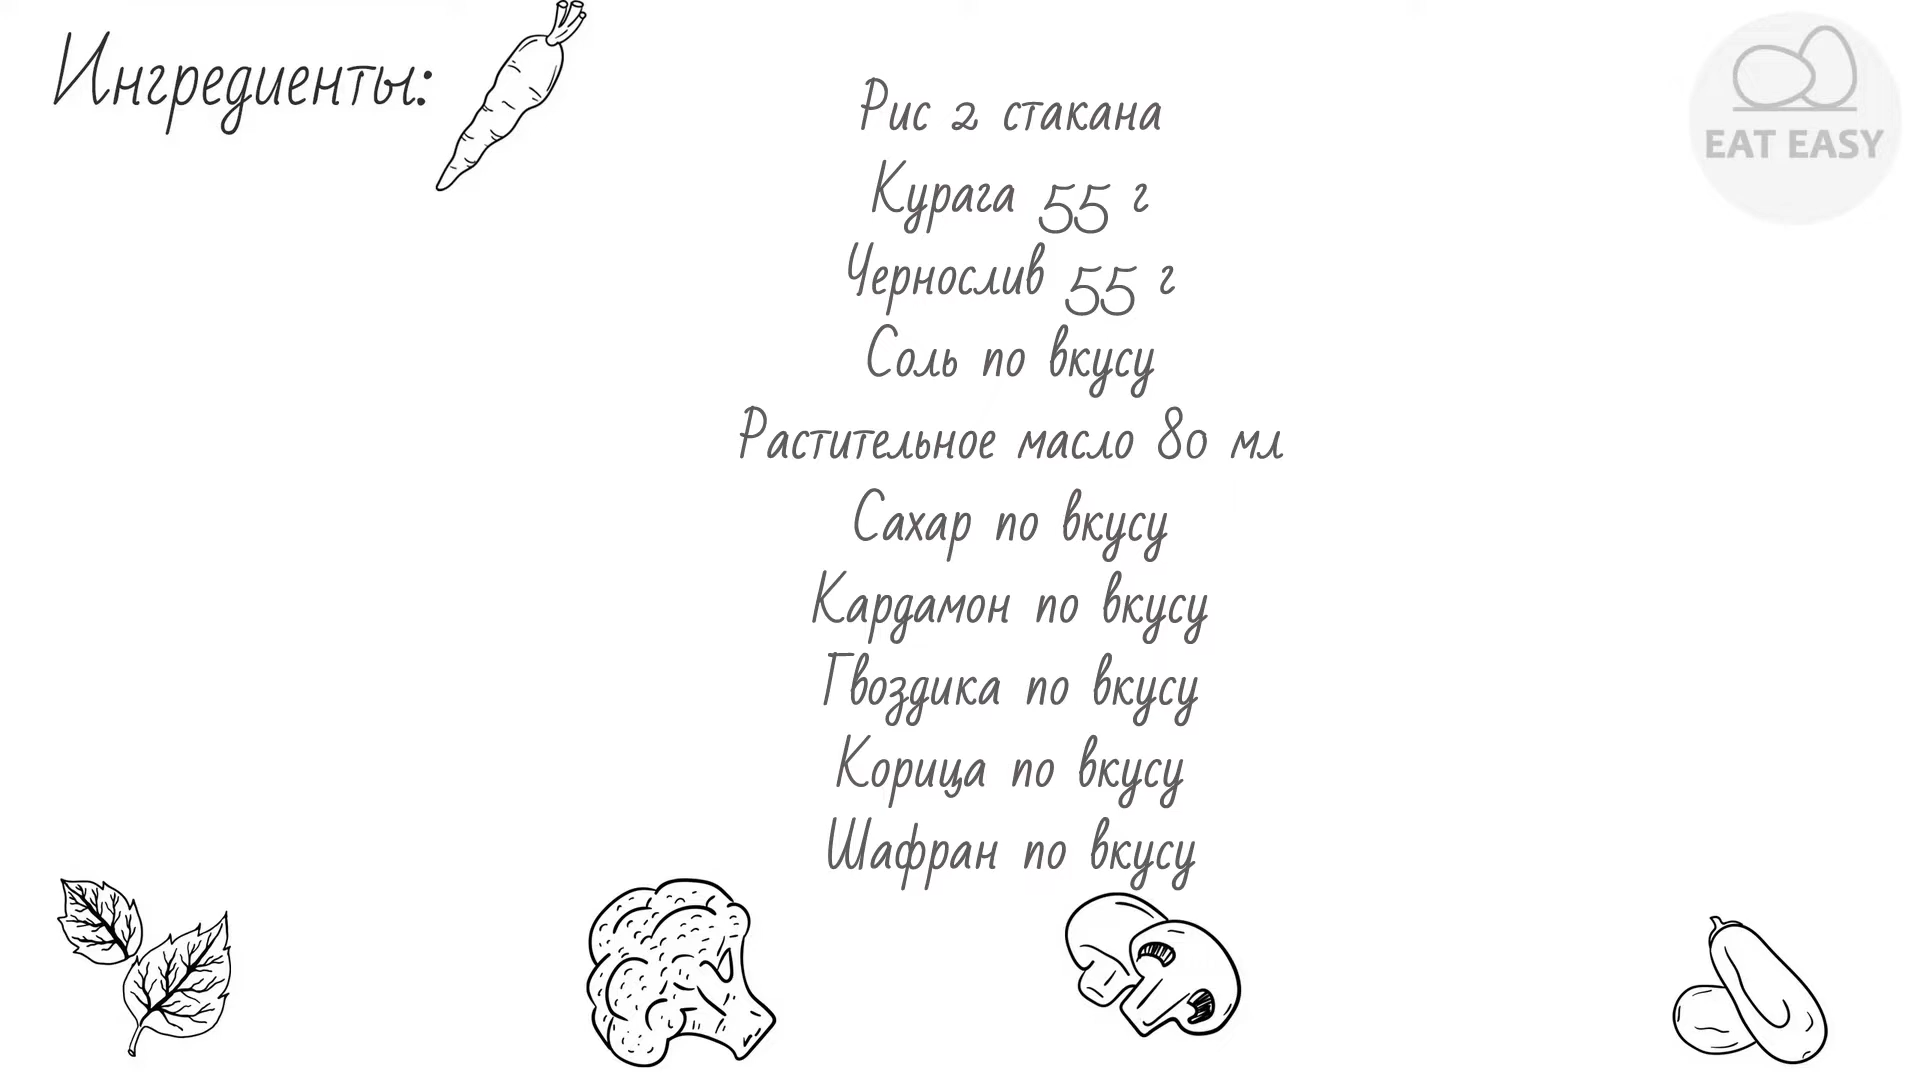 Ингредиенты:
EAT EASY
Рис 2 стакана
Курага 55 г
Чернослив 55 г
Соль по вкусу
Растительное масло 80 мл
Сахар по вкусу
Кардамон по вкусу
Гвоздика по вкусу
Корица по вкусу
Шафран по вкусу